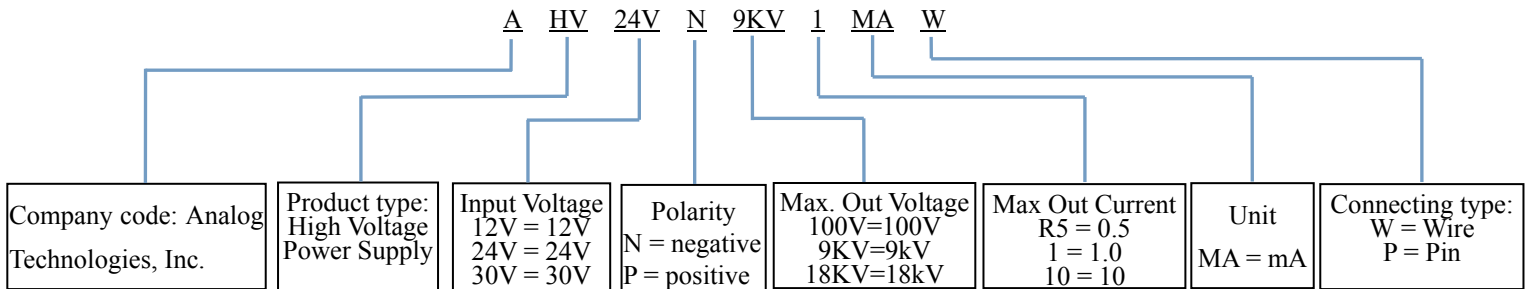 A HV 24V N 9KV 1 MA W
Company code: Analog
Technologies, Inc.
Product type:
High Voltage
Power Supply
Input Voltage
12V = 12V
24V = 24V
30V = 30V
Polarity
N = negative
P = positive
Max. Out Voltage
100V=100V
9KV=9kV
18KV=18kV
Max Out Current
R5 = 0.5
1 = 1.0
10 = 10
Unit
MA = mA
Connecting type:
W = Wire
P = Pin